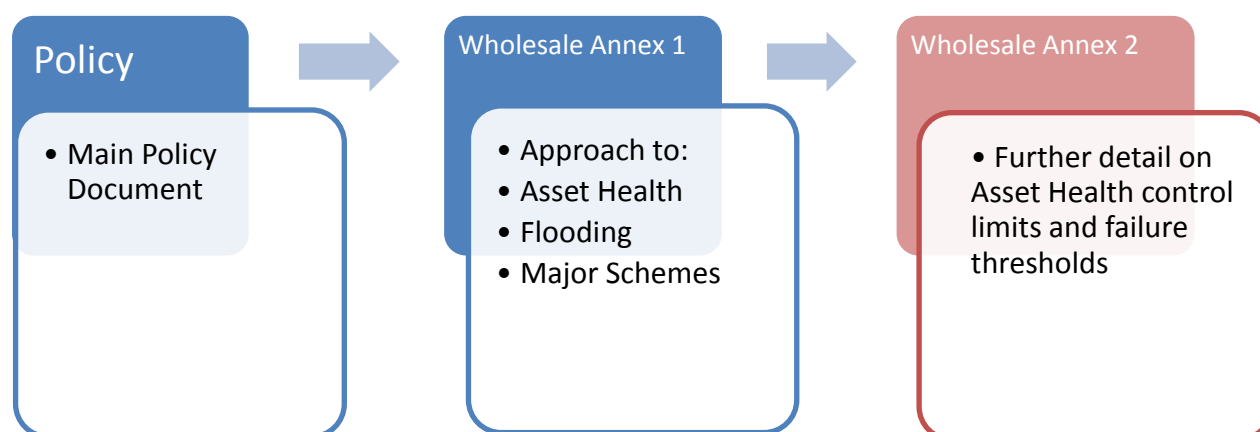 Policy
• Main Policy
Document
Wholesale Annex 1
• Approach to:
• Asset Health
• Flooding
• Major Schemes
Wholesale Annex 2
• Further detail on
Asset Health control
limits and failure
thresholds